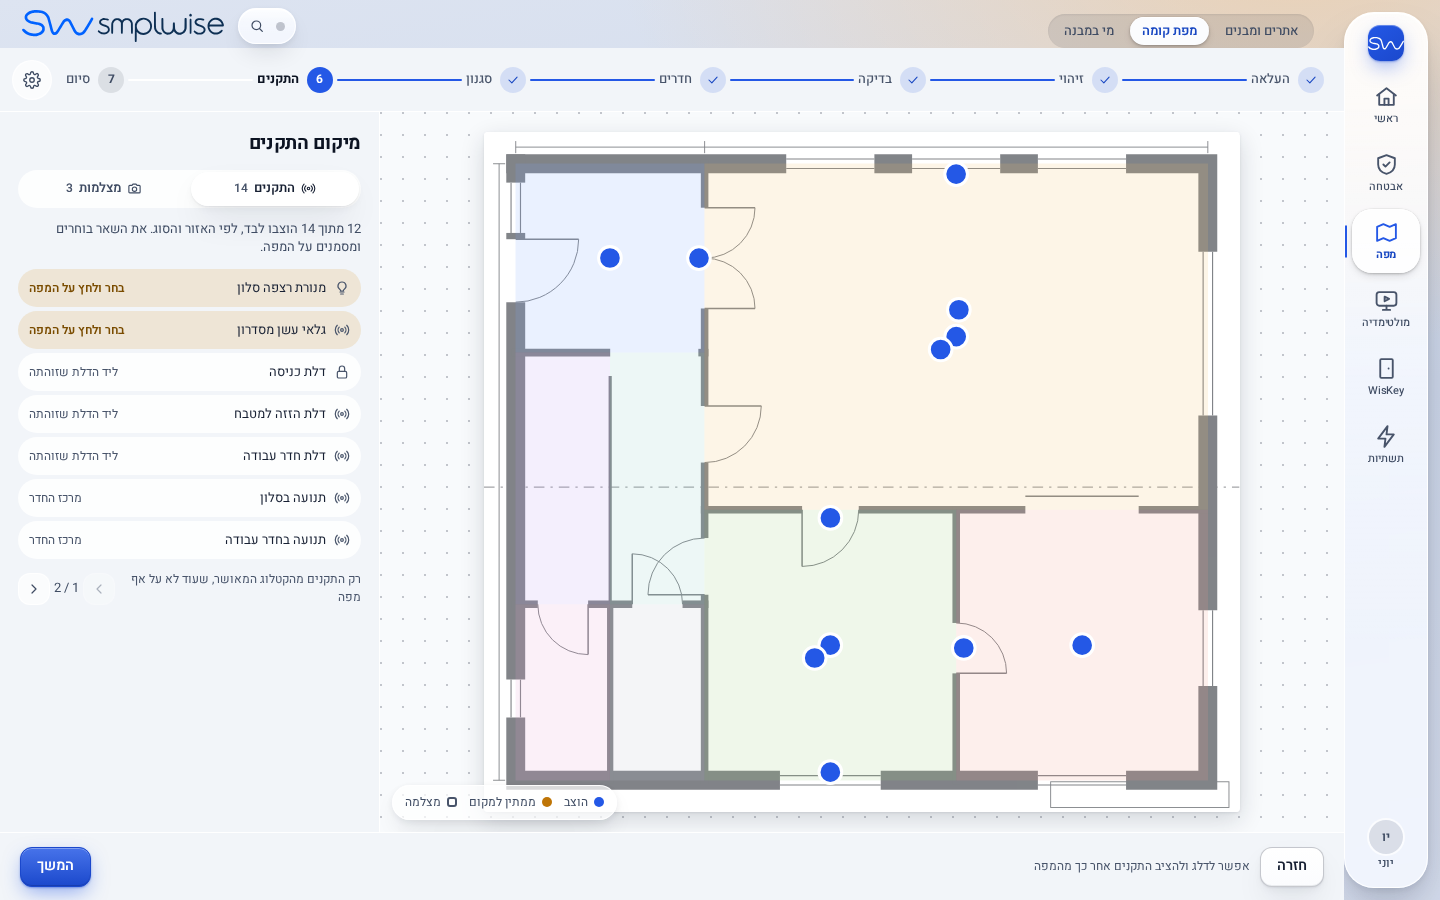 smplwise
אתרים ומבנים
מפת קומה
מי במבנה
SW
ראשי
אבטחה
מפה
מולטימדיה
WisKey
תשתיות
יו
יוני
העלאה
זיהוי
בדיקה
חדרים
סגנון
6 התקנים
7 סיום
מיקום התקנים
התקנים 14
מצלמות 3
12 מתוך 14 הוצבו לבד, לפי האזור והסוג. את השאר בוחרים
ומסמנים על המפה.
מנורת רצפה סלון בחר ולחץ על המפה
גלאי עשן מסדרון בחר ולחץ על המפה
דלת כניסה ליד הדלת שזוהתה
דלת הזזה למטבח ליד הדלת שזוהתה
דלת חדר עבודה ליד הדלת שזוהתה
תנועה בסלון מרכז החדר
תנועה בחדר עבודה מרכז החדר
רק התקנים מהקטלוג המאושר, שעוד לא על אף
מפה
1 / 2
הוצב
ממתין למקום
מצלמה
חזרה
אפשר לדלג ולהציב התקנים אחר כך מהמפה
המשך